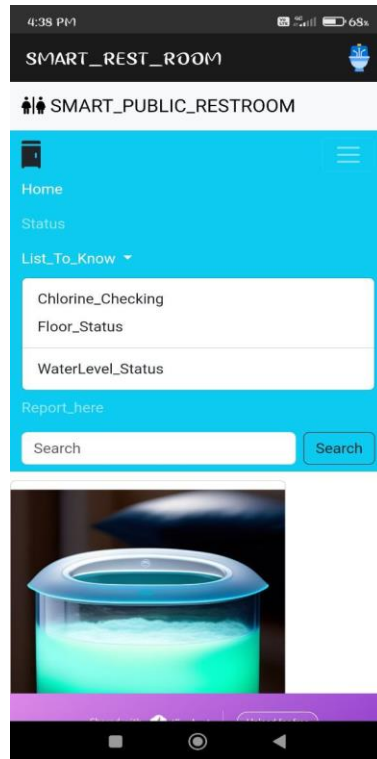 4:38 PM
68%
SMART_REST_ROOM
SMART_PUBLIC_RESTROOM
Home
Status
List_To_Know
Chlorine_Checking
Floor_Status
WaterLevel_Status
Report_here
Search
Search